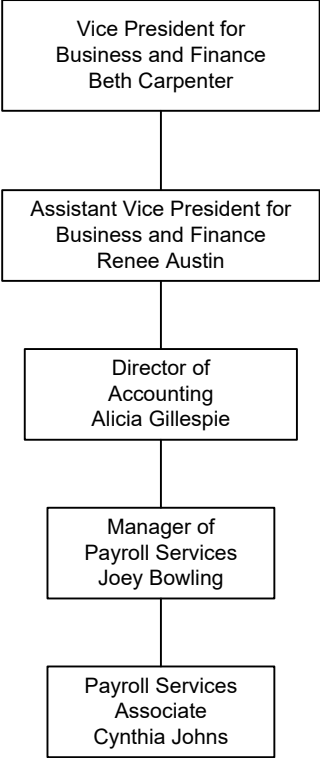 Vice President for
Business and Finance
Beth Carpenter
Assistant Vice President for
Business and Finance
Renee Austin
Director of
Accounting
Alicia Gillespie
Manager of
Payroll Services
Joey Bowling
Payroll Services
Associate
Cynthia Johns